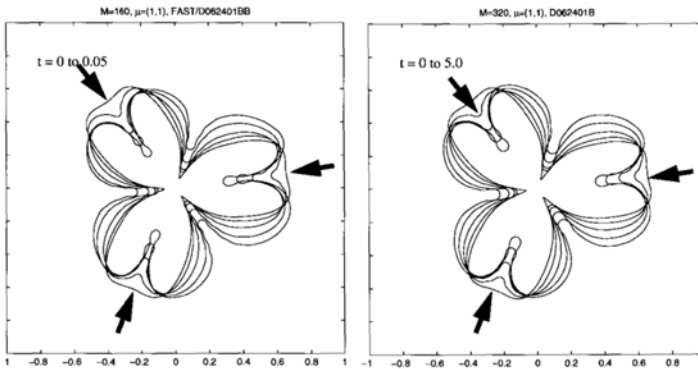 M=160, μ=(1,1), FAST/D062401BB
t = 0 to 0.05
1 −0.8 −0.6 −0.4 −0.2 0 0.2 0.4 0.6 0.8 1
M=320, μ=(1,1), D062401B
t = 0 to 5.0
−1 −0.8 −0.6 −0.4 −0.2 0 0.2 0.4 0.6 0.8